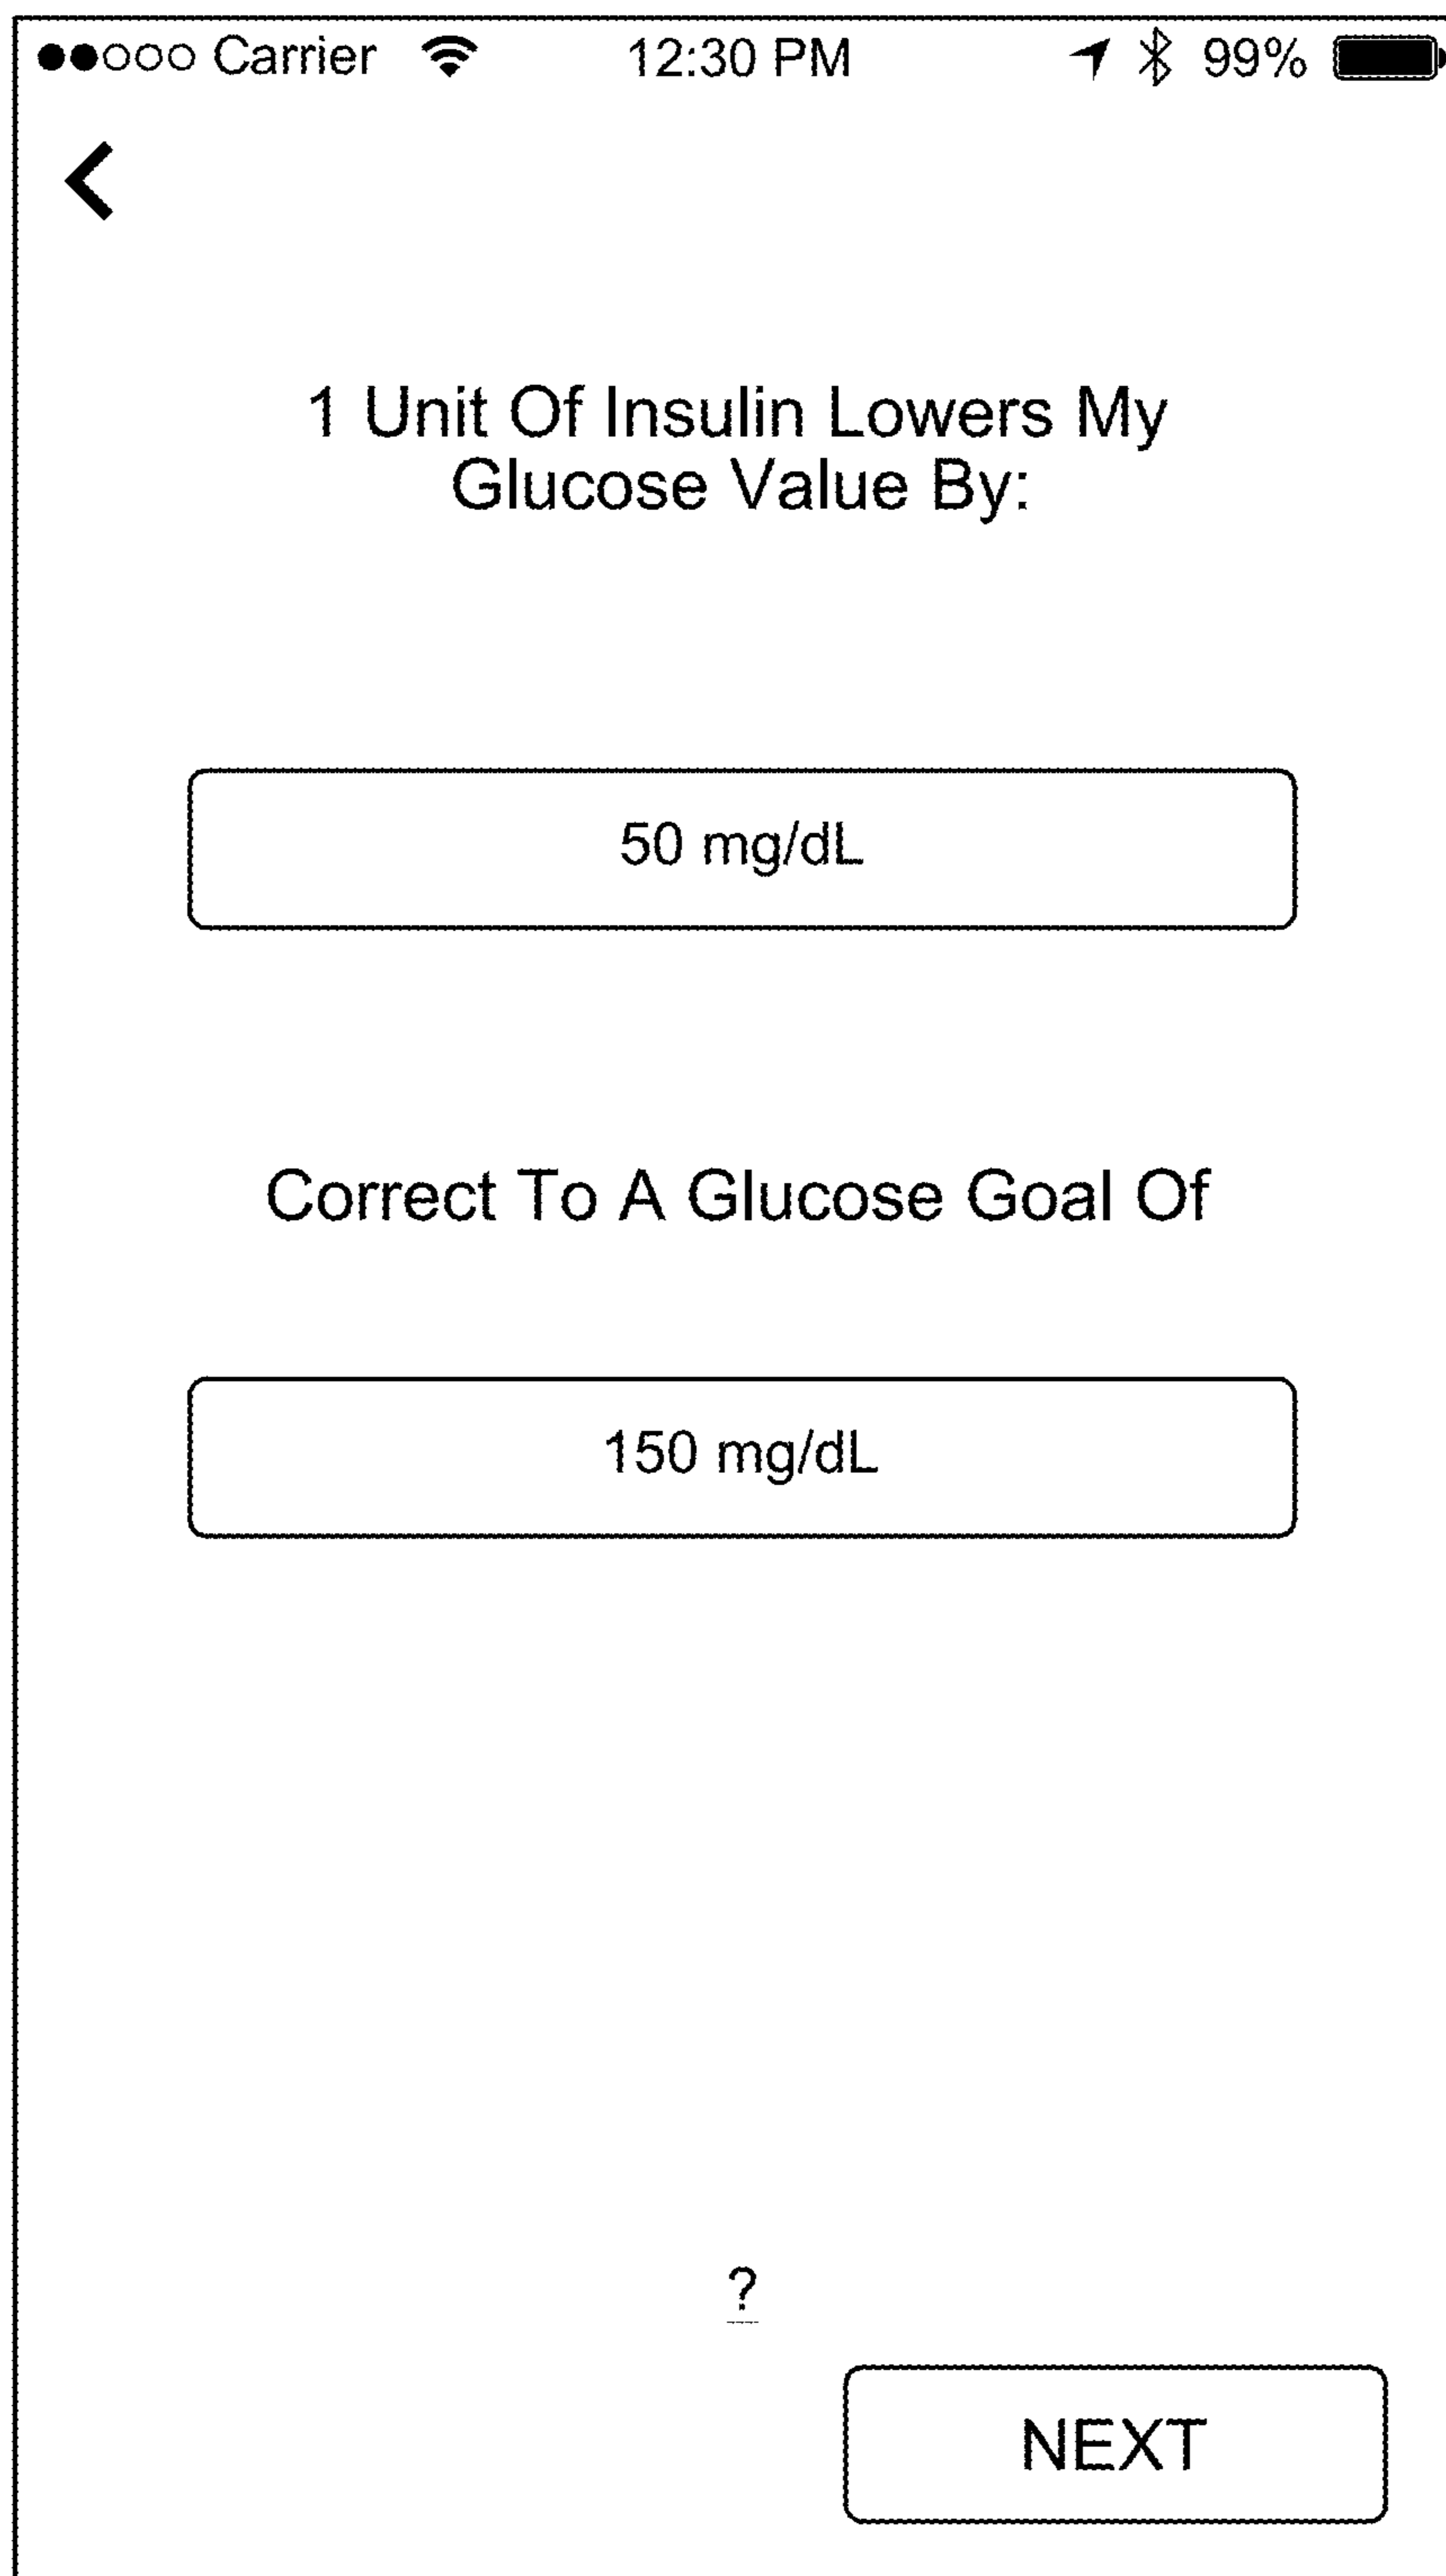 Carrier 12:30 PM 99%
1 Unit Of Insulin Lowers My
Glucose Value By:
50 mg/dL
Correct To A Glucose Goal Of
150 mg/dL
?
NEXT